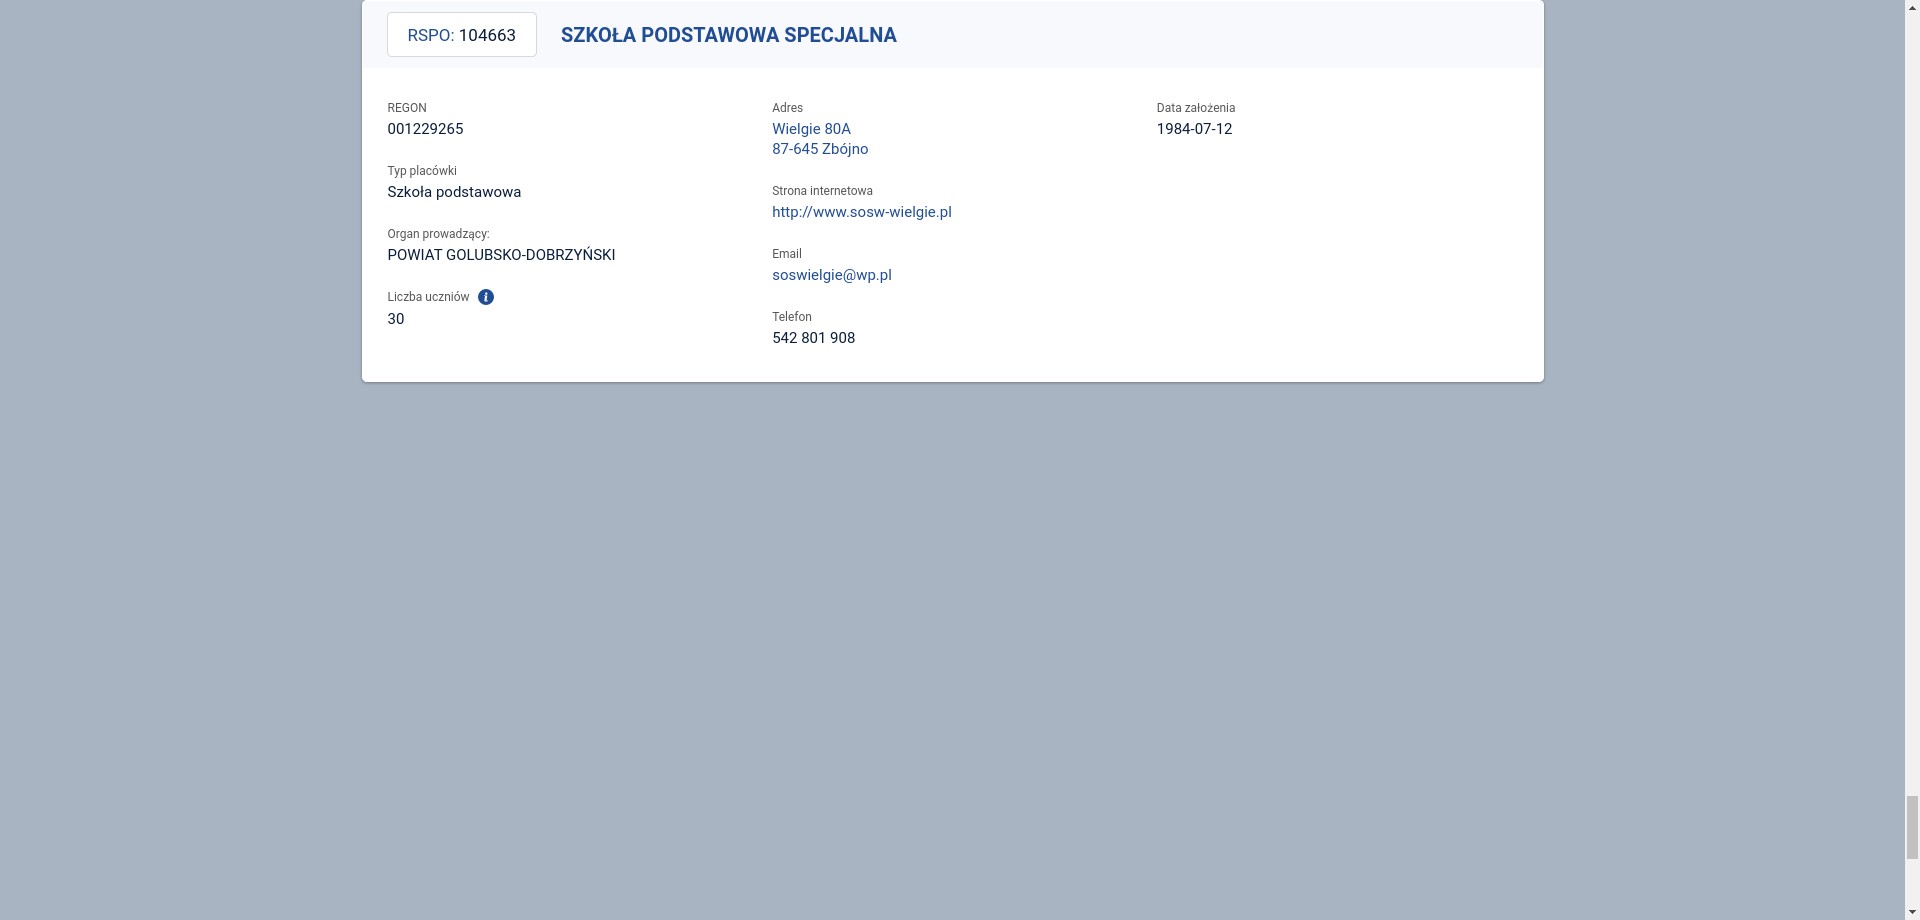 RSPO: 104663
SZKOŁA PODSTAWOWA SPECJALNA
REGON
001229265
Typ placówki
Szkoła podstawowa
Organ prowadzący:
POWIAT GOLUBSKO-DOBRZYŃSKI
Liczba uczniów
30
Adres
Wielgie 80A
87-645 Zbójno
Strona internetowa
http://www.sosw-wielgie.pl
Email
soswielgie@wp.pl
Telefon
542 801 908
Data założenia
1984-07-12